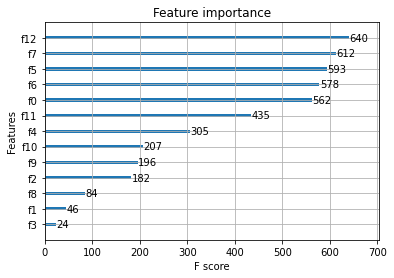 Feature importance
f12 640
f7 612
f5 593
f6 578
f0 562
f11 435
f4 305
f10 207
f9 196
f2 182
f8 84
f1 46
f3 24
Features
0 100 200 300 400 500 600 700
F score